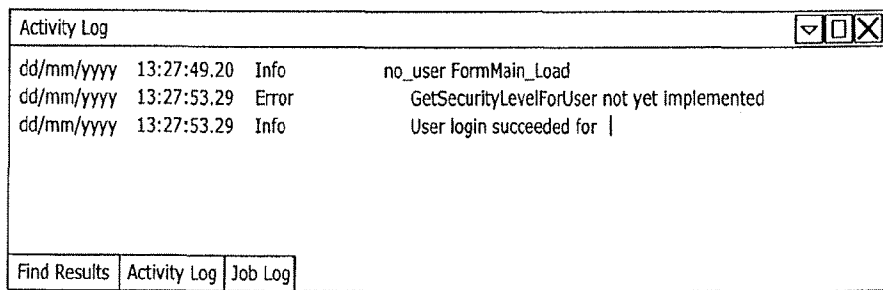 Activity Log
dd/mm/yyyy 13:27:49.20 Info no_user FormMain_Load
dd/mm/yyyy 13:27:53.29 Error GetSecurityLevelForUser not yet implemented
dd/mm/yyyy 13:27:53.29 Info User login succeeded for |
Find Results Activity Log Job Log